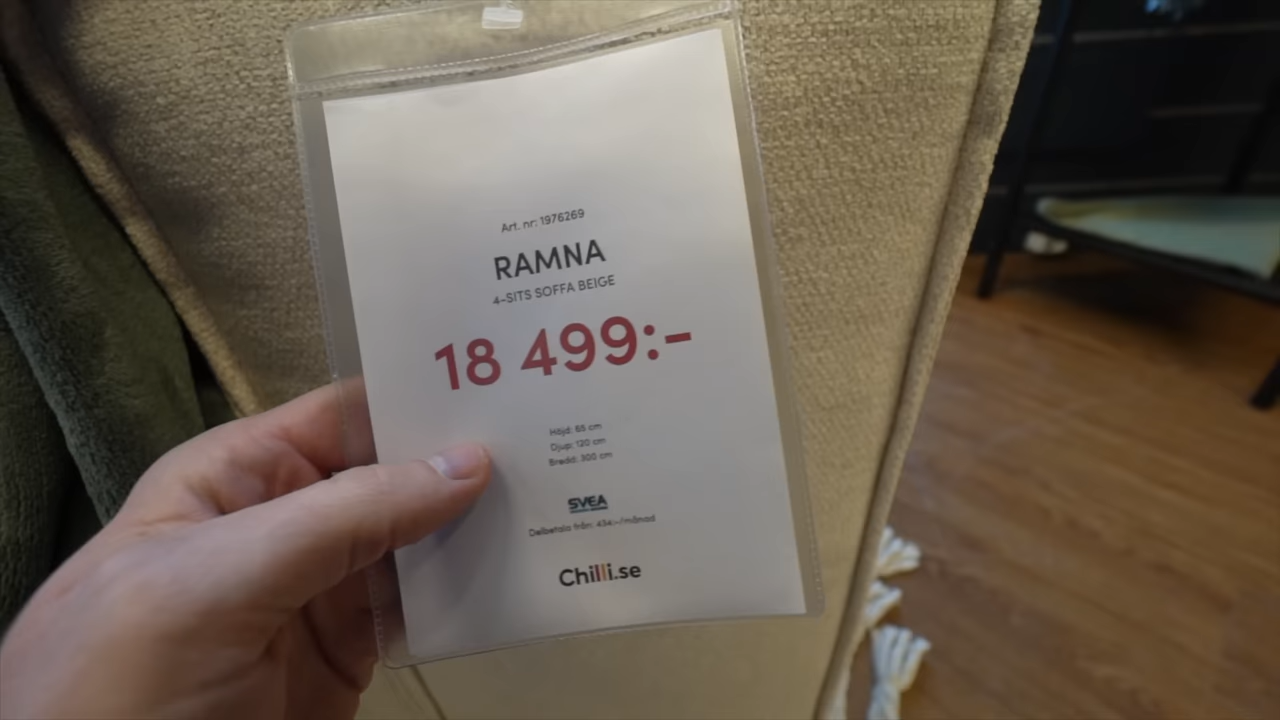 Art. nr: 1976269
RAMNA
4-SITS SOFFA BEIGE
18 499:-
Höjd: 85 cm
Djup: 120 cm
Bredd: 300 cm
SVEA
Delbetala från: 434:-/månad
Chilli.se